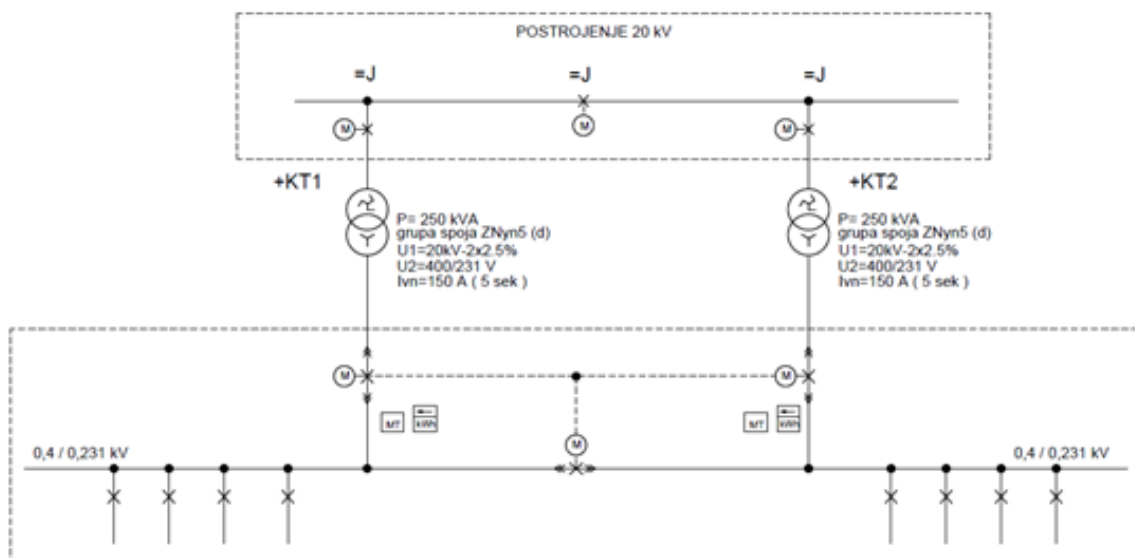 POSTROJENJE 20 kV
=J
=J
=J
M
M
M
+KT1
+KT2
P= 250 kVA
grupa spoja ZNyn5 (d)
U1=20kV-2x2.5%
U2=400/231 V
Ivn=150 A ( 5 sek )
P= 250 kVA
grupa spoja ZNyn5 (d)
U1=20kV-2x2.5%
U2=400/231 V
Ivn=150 A ( 5 sek )
M
M
MT
kWh
MT
kWh
M
0,4 / 0,231 kV
0,4 / 0,231 kV